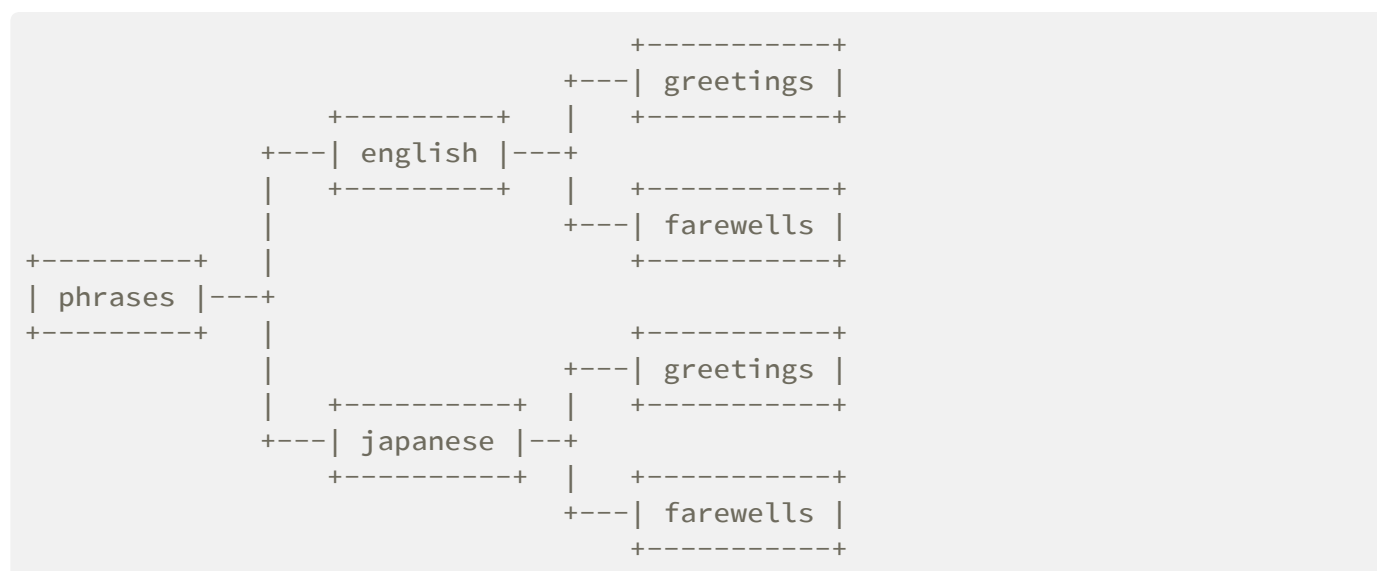 +-----------+
                                +---| greetings |
                  +---------+   |   +-----------+
              +---| english |---+
              |   +---------+   |   +-----------+
              |                 +---| farewells |
+---------+   |                     +-----------+
| phrases |---+
+---------+   |                     +-----------+
              |                 +---| greetings |
              |   +----------+  |   +-----------+
              +---| japanese |--+
                  +----------+  |   +-----------+
                                +---| farewells |
                                    +-----------+